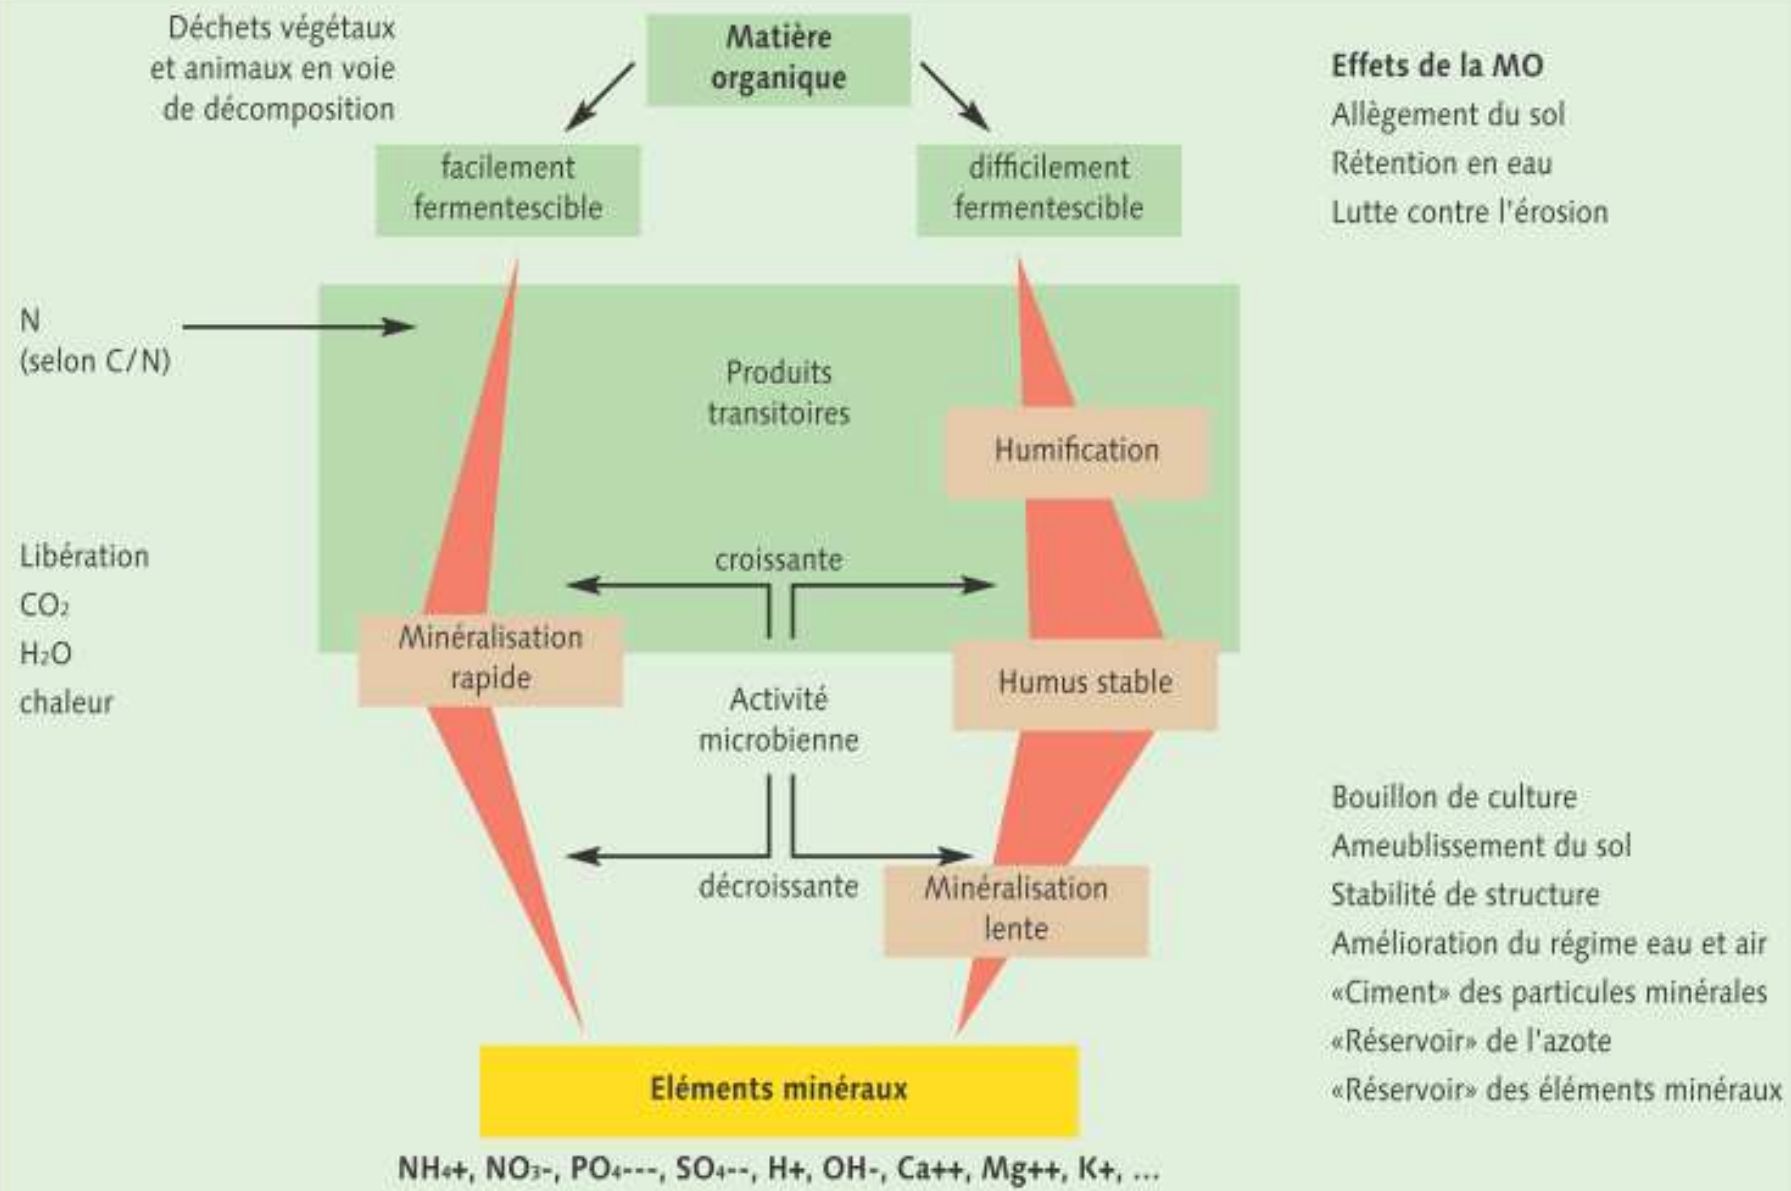 Déchets végétaux
et animaux en voie
de décomposition
Matière
organique
Effets de la MO
Allègement du sol
Rétention en eau
Lutte contre l'érosion
facilement
fermentescible
difficilement
fermentescible
N
(selon C/N)
Produits
transitoires
Humification
Libération
CO₂
H₂O
chaleur
croissante
Minéralisation
rapide
Humus stable
Activité
microbienne
décroissante
Minéralisation
lente
Bouillon de culture
Ameublissement du sol
Stabilité de structure
Amélioration du régime eau et air
«Ciment» des particules minérales
«Réservoir» de l'azote
«Réservoir» des éléments minéraux
Eléments minéraux
NH₄+, NO₃-, PO₄---, SO₄--, H+, OH-, Ca++, Mg++, K+, ...